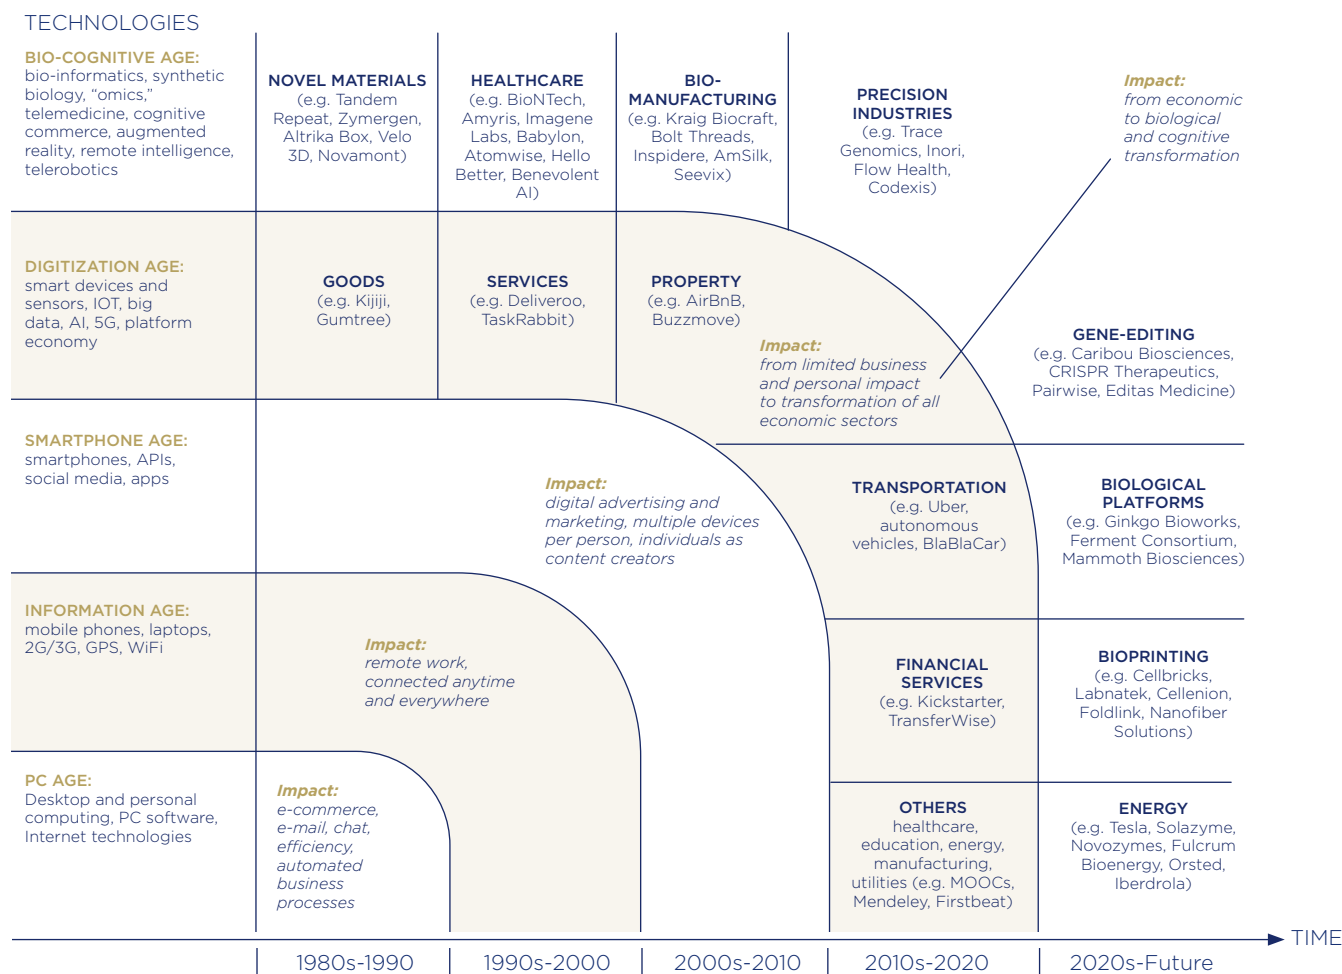 TECHNOLOGIES
BIO-COGNITIVE AGE:
bio-informatics, synthetic
biology, “omics,”
telemedicine, cognitive
commerce, augmented
reality, remote intelligence,
telerobotics
NOVEL MATERIALS
(e.g. Tandem
Repeat, Zymergen,
Altrika Box, Velo
3D, Novamont)
HEALTHCARE
(e.g. BioNTech,
Amyris, Imagene
Labs, Babylon,
Atomwise, Hello
Better, Benevolent
AI)
BIO-
MANUFACTURING
(e.g. Kraig Biocraft,
Bolt Threads,
Inspidere, AmSilk,
Seevix)
PRECISION
INDUSTRIES
(e.g. Trace
Genomics, Inori,
Flow Health,
Codexis)
Impact:
from economic
to biological
and cognitive
transformation
DIGITIZATION AGE:
smart devices and
sensors, IOT, big
data, AI, 5G, platform
economy
GOODS
(e.g. Kijiji,
Gumtree)
SERVICES
(e.g. Deliveroo,
TaskRabbit)
PROPERTY
(e.g. AirBnB,
Buzzmove)
Impact:
from limited business
and personal impact
to transformation of all
economic sectors
GENE-EDITING
(e.g. Caribou Biosciences,
CRISPR Therapeutics,
Pairwise, Editas Medicine)
SMARTPHONE AGE:
smartphones, APIs,
social media, apps
Impact:
digital advertising and
marketing, multiple devices
per person, individuals as
content creators
TRANSPORTATION
(e.g. Uber,
autonomous
vehicles, BlaBlaCar)
BIOLOGICAL
PLATFORMS
(e.g. Ginkgo Bioworks,
Ferment Consortium,
Mammoth Biosciences)
INFORMATION AGE:
mobile phones, laptops,
2G/3G, GPS, WiFi
Impact:
remote work,
connected anytime
and everywhere
FINANCIAL
SERVICES
(e.g. Kickstarter,
TransferWise)
BIOPRINTING
(e.g. Cellbricks,
Labnatek, Cellenion,
Foldlink, Nanofiber
Solutions)
PC AGE:
Desktop and personal
computing, PC software,
Internet technologies
Impact:
e-commerce,
e-mail, chat,
efficiency,
automated
business
processes
OTHERS
healthcare,
education, energy,
manufacturing,
utilities (e.g. MOOCs,
Mendeley, Firstbeat)
ENERGY
(e.g. Tesla, Solazyme,
Novozymes, Fulcrum
Bioenergy, Orsted,
Iberdrola)
TIME
1980s-1990
1990s-2000
2000s-2010
2010s-2020
2020s-Future